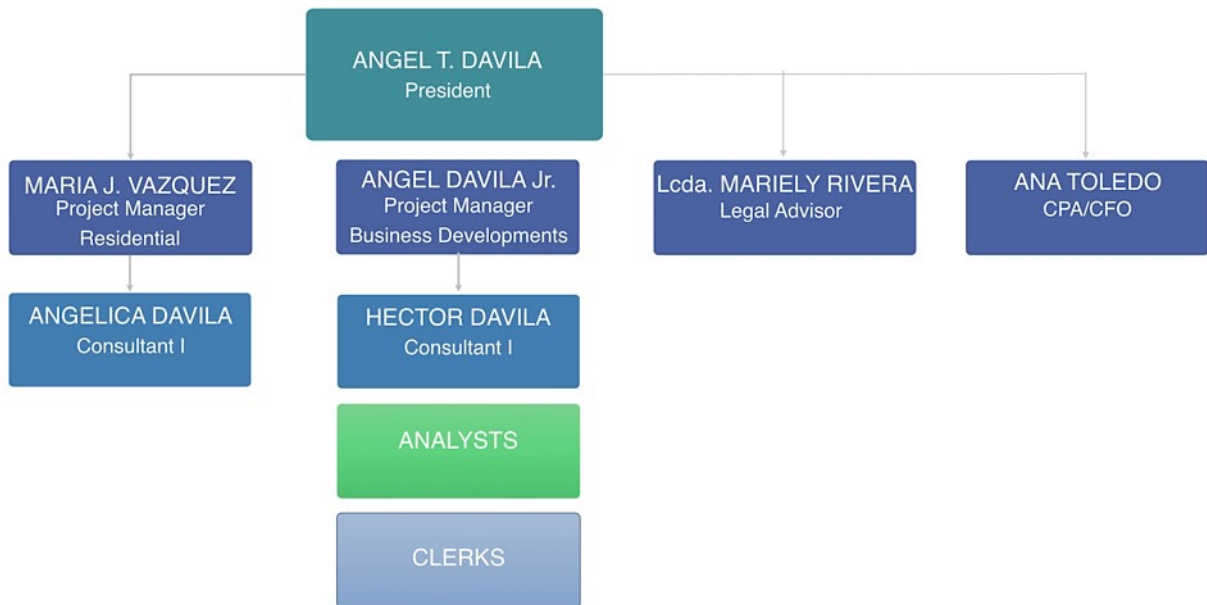 ANGEL T. DAVILA
President
MARIA J. VAZQUEZ
Project Manager
Residential
ANGEL DAVILA Jr.
Project Manager
Business Developments
Lcda. MARIELY RIVERA
Legal Advisor
ANA TOLEDO
CPA/CFO
ANGELICA DAVILA
Consultant I
HECTOR DAVILA
Consultant I
ANALYSTS
CLERKS